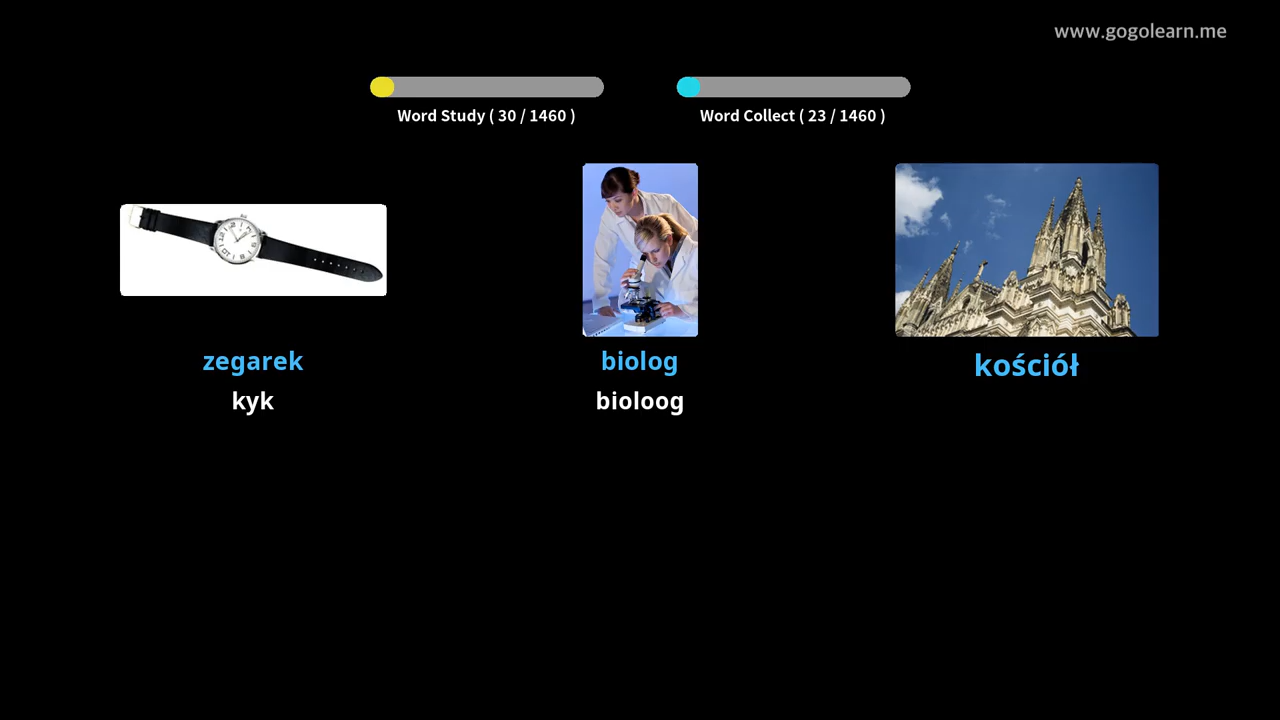 www.gogolearn.me
Word Study ( 30 / 1460 )
Word Collect ( 23 / 1460 )
zegarek
kyk
biolog
bioloog
kościół